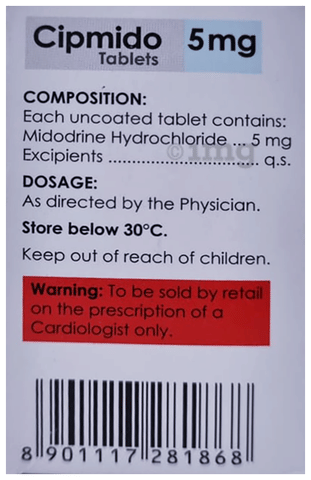 Cipmido 5mg
Tablets
COMPOSITION:
Each uncoated tablet contains:
Midodrine Hydrochloride ... 5 mg
Excipients ................................ q.s.
1mg
DOSAGE:
As directed by the Physician.
Store below 30°C.
Keep out of reach of children.
Warning: To be sold by retail
on the prescription of a
Cardiologist only.
8 901117 281868